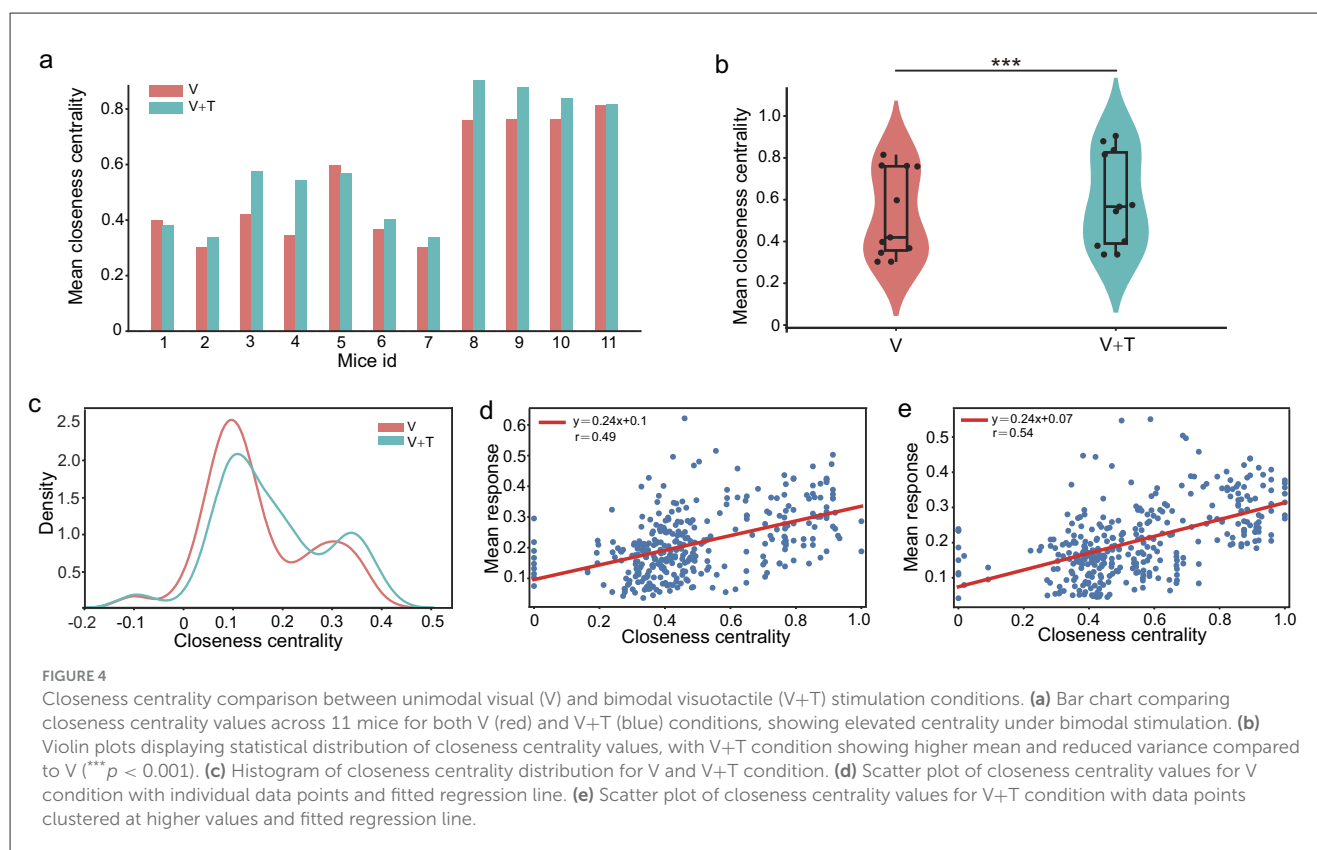 a
V
V+T
Mean closeness centrality
0.8
0.6
0.4
0.2
0
1 2 3 4 5 6 7 8 9 10 11
Mice id
b
***
Mean closeness centrality
1.0
0.8
0.6
0.4
0.2
0
V V+T
c
V
V+T
Density
2.5
2.0
1.5
1.0
0.5
-0.2 -0.1 0 0.1 0.2 0.3 0.4 0.5
Closeness centrality
d
y=0.24x+0.1
r=0.49
Mean response
0.6
0.5
0.4
0.3
0.2
0.1
0 0.2 0.4 0.6 0.8 1.0
Closeness centrality
e
y=0.24x+0.07
r=0.54
Mean response
0.5
0.4
0.3
0.2
0.1
0 0.2 0.4 0.6 0.8 1.0
Closeness centrality
FIGURE 4
Closeness centrality comparison between unimodal visual (V) and bimodal visuotactile (V+T) stimulation conditions. (a) Bar chart comparing
closeness centrality values across 11 mice for both V (red) and V+T (blue) conditions, showing elevated centrality under bimodal stimulation. (b)
Violin plots displaying statistical distribution of closeness centrality values, with V+T condition showing higher mean and reduced variance compared
to V (***p < 0.001). (c) Histogram of closeness centrality distribution for V and V+T condition. (d) Scatter plot of closeness centrality values for V
condition with individual data points and fitted regression line. (e) Scatter plot of closeness centrality values for V+T condition with data points
clustered at higher values and fitted regression line.